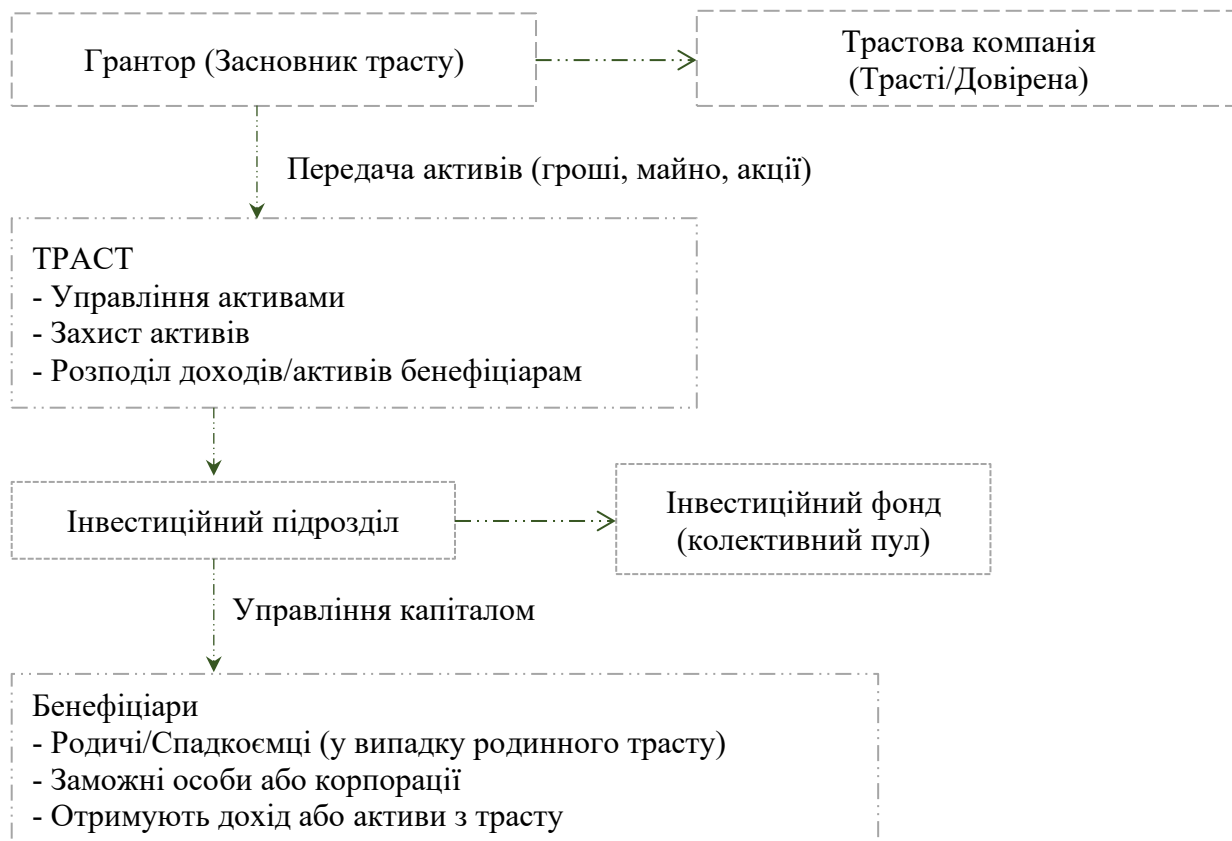 Грантор (Засновник трасту)
Трастова компанія
(Трасті/Довірена)
Передача активів (гроші, майно, акції)
ТРАСТ
- Управління активами
- Захист активів
- Розподіл доходів/активів бенефіціарам
Інвестиційний підрозділ
Інвестиційний фонд
(колективний пул)
Управління капіталом
Бенефіціари
- Родичі/Спадкоємці (у випадку родинного трасту)
- Заможні особи або корпорації
- Отримують дохід або активи з трасту